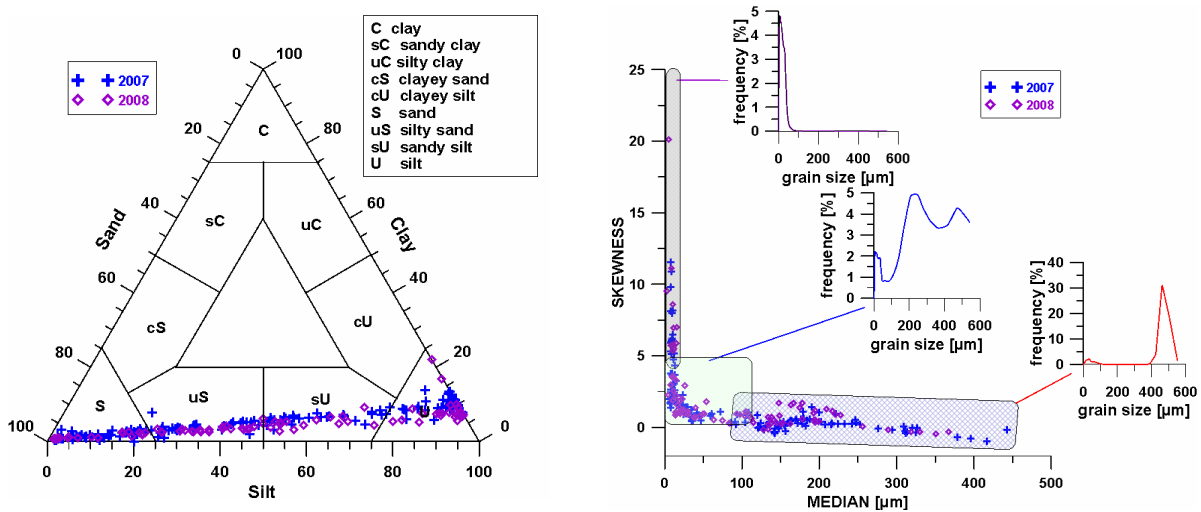 C clay
sC sandy clay
uC silty clay
cS clayey sand
cU clayey silt
S sand
uS silty sand
sU sandy silt
U silt
2007
2008
0 100
20 80
40 60
60 40
80 20
100 0
Sand
Clay
C
sC
uC
cS
cU
S
uS
sU
U
0 20 40 60 80 100
Silt
SKEWNESS
25
20
15
10
5
0
0 100 200 300 400 500
MEDIAN [µm]
2007
2008
frequency [%]
5
4
3
2
1
0
0 200 400 600
grain size [µm]
frequency [%]
5
4
3
2
1
0
0 200 400 600
grain size [µm]
frequency [%]
40
30
20
10
0
0 200 400 600
grain size [µm]